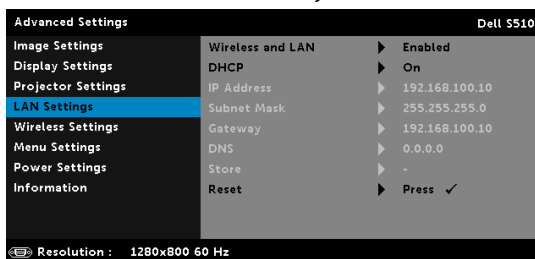 Advanced Settings Dell S510
Image Settings Wireless and LAN Enabled
Display Settings DHCP On
Projector Settings IP Address 192.168.100.10
LAN Settings Subnet Mask 255.255.255.0
Wireless Settings Gateway 192.168.100.10
Menu Settings DNS 0.0.0.0
Power Settings Store -
Information Reset Press ✓
Resolution : 1280x800 60 Hz